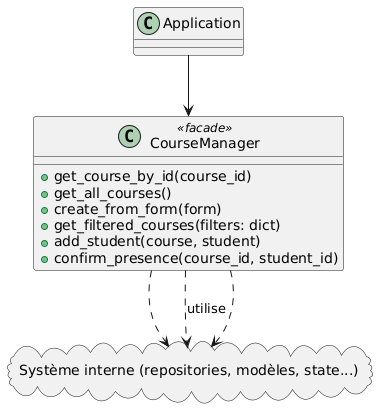 C Application
C «facade»
CourseManager
get_course_by_id(course_id)
get_all_courses()
create_from_form(form)
get_filtered_courses(filters: dict)
add_student(course, student)
confirm_presence(course_id, student_id)
utilise
Système interne (repositories, modèles, state...)